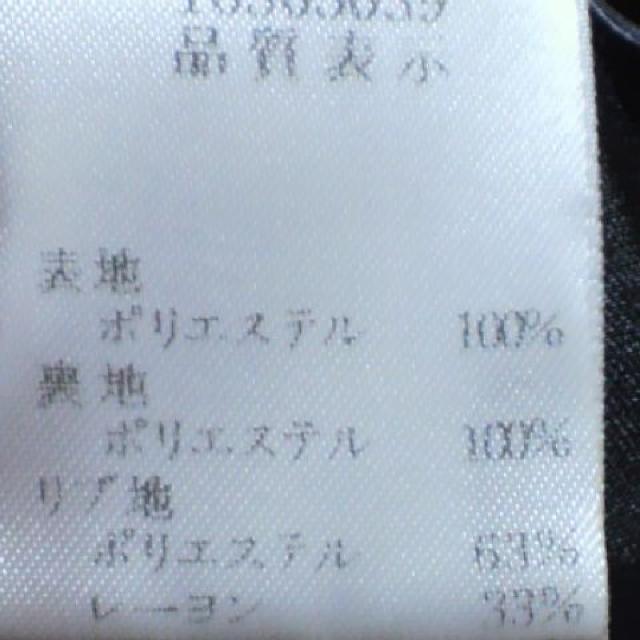 品質表示
表地
ポリエステル 100%
裏地
ポリエステル 100%
リブ地
ポリエステル
レーヨン 33%